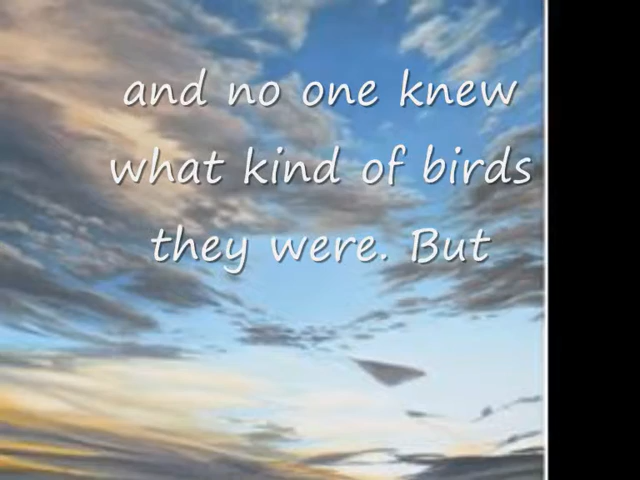 and no one knew
what kind of birds
they were. But